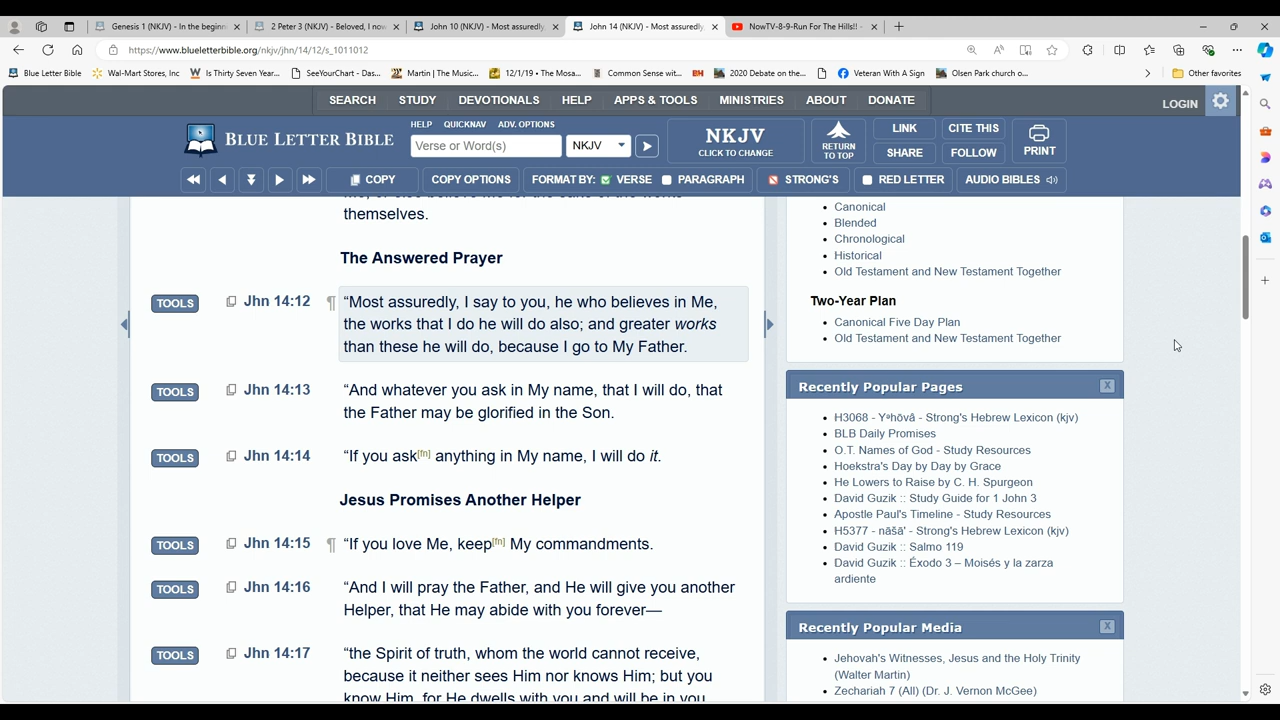 Genesis 1 (NKJV) - In the beginn
2 Peter 3 (NKJV) - Beloved, I now
John 10 (NKJV) - Most assuredly,
John 14 (NKJV) - Most assuredly,
NowTV-8-9-Run For The Hills!! -
https://www.blueletterbible.org/nkjv/jhn/14/12/s_1011012
Blue Letter Bible
Wal-Mart Stores, Inc
Is Thirty Seven Year...
SeeYourChart - Das...
Martin | The Music...
12/1/19 • The Mosa...
Common Sense wit...
2020 Debate on the...
Veteran With A Sign
Olsen Park church o...
Other favorites
SEARCH STUDY DEVOTIONALS HELP APPS & TOOLS MINISTRIES ABOUT DONATE
LOGIN
BLUE LETTER BIBLE
HELP QUICKNAV ADV. OPTIONS
Verse or Word(s)
NKJV
NKJV
CLICK TO CHANGE
RETURN
TO TOP
LINK
CITE THIS
SHARE
FOLLOW
PRINT
COPY
COPY OPTIONS
FORMAT BY: VERSE PARAGRAPH
STRONG'S
RED LETTER
AUDIO BIBLES
themselves.
The Answered Prayer
TOOLS Jhn 14:12 ¶ “Most assuredly, I say to you, he who believes in Me,
the works that I do he will do also; and greater works
than these he will do, because I go to My Father.
TOOLS Jhn 14:13 “And whatever you ask in My name, that I will do, that
the Father may be glorified in the Son.
TOOLS Jhn 14:14 “If you ask[fn] anything in My name, I will do it.
Jesus Promises Another Helper
TOOLS Jhn 14:15 ¶ “If you love Me, keep[fn] My commandments.
TOOLS Jhn 14:16 “And I will pray the Father, and He will give you another
Helper, that He may abide with you forever—
TOOLS Jhn 14:17 “the Spirit of truth, whom the world cannot receive,
because it neither sees Him nor knows Him; but you
know Him, for He dwells with you and will be in you.
Canonical
Blended
Chronological
Historical
Old Testament and New Testament Together
Two-Year Plan
Canonical Five Day Plan
Old Testament and New Testament Together
Recently Popular Pages X
H3068 - Yᵊhōvâ - Strong's Hebrew Lexicon (kjv)
BLB Daily Promises
O.T. Names of God - Study Resources
Hoekstra's Day by Day by Grace
He Lowers to Raise by C. H. Spurgeon
David Guzik :: Study Guide for 1 John 3
Apostle Paul's Timeline - Study Resources
H5377 - nāšā' - Strong's Hebrew Lexicon (kjv)
David Guzik :: Salmo 119
David Guzik :: Éxodo 3 – Moisés y la zarza
ardiente
Recently Popular Media X
Jehovah's Witnesses, Jesus and the Holy Trinity
(Walter Martin)
Zechariah 7 (All) (Dr. J. Vernon McGee)